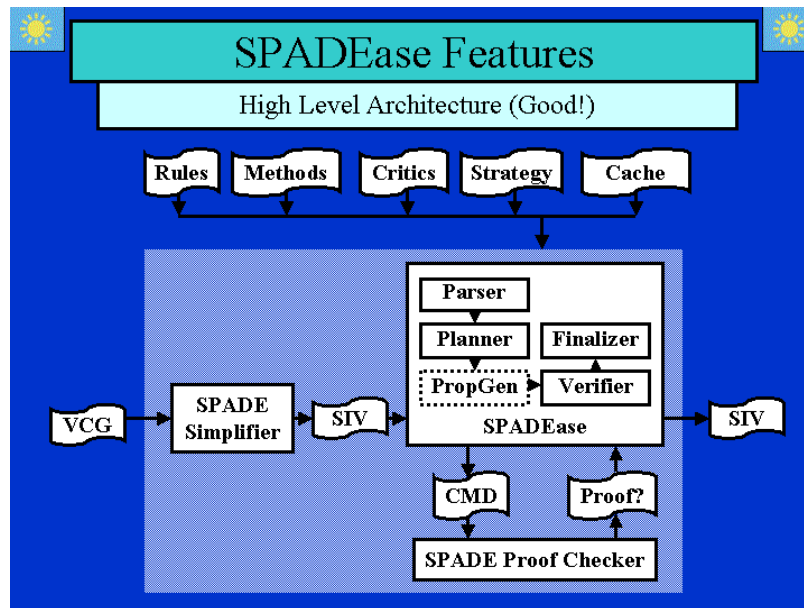 SPADEase Features
High Level Architecture (Good!)
Rules Methods Critics Strategy Cache
Parser
Planner Finalizer
PropGen Verifier
SPADEase
VCG
SPADE
Simplifier
SIV
SIV
CMD Proof?
SPADE Proof Checker